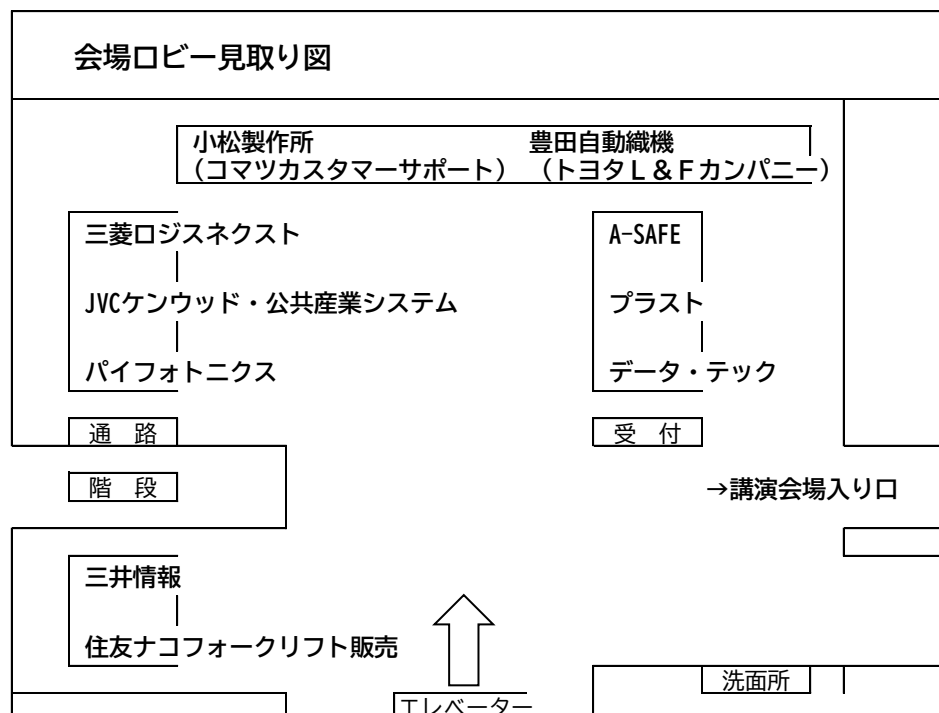 会場ロビー見取り図
小松製作所　豊田自動織機
（コマツカスタマーサポート）（トヨタＬ＆Ｆカンパニー）
三菱ロジスネクスト　A-SAFE
JVCケンウッド・公共産業システム　プラスト
パイフォトニクス　データ・テック
通　路　受　付
階　段　→講演会場入り口
三井情報
住友ナコフォークリフト販売
洗面所
エレベーター